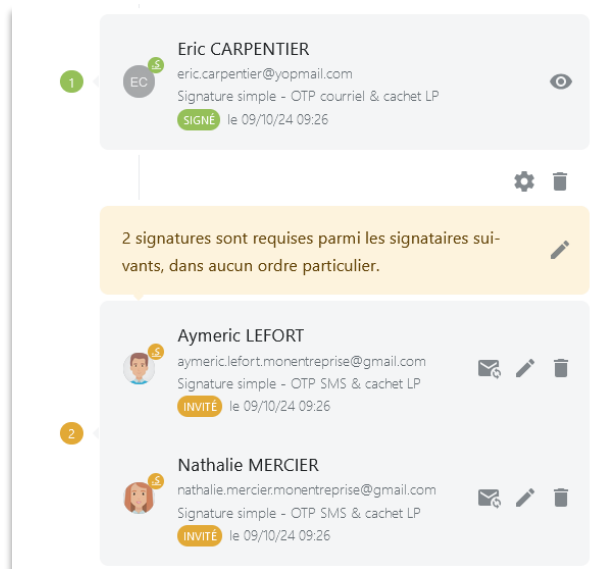 Eric CARPENTIER
eric.carpentier@yopmail.com
1
EC
S
Signature simple - OTP courriel & cachet LP
SIGNÉ le 09/10/24 09:26
2 signatures sont requises parmi les signataires sui-
vants, dans aucun ordre particulier.
Aymeric LEFORT
S
aymeric.lefort.monentreprise@gmail.com
Signature simple - OTP SMS & cachet LP
INVITÉ le 09/10/24 09:26
2
Nathalie MERCIER
S
nathalie.mercier.monentreprise@gmail.com
Signature simple - OTP SMS & cachet LP
INVITÉ le 09/10/24 09:26